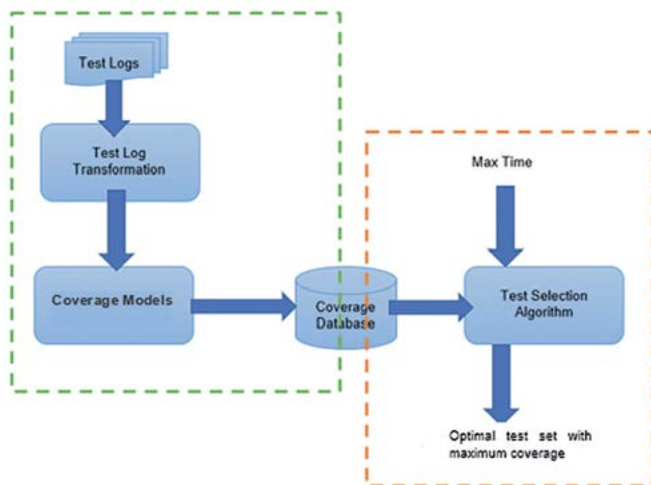 Test Logs
Test Log
Transformation
Coverage Models
Coverage
Database
Max Time
Test Selection
Algorithm
Optimal test set with
maximum coverage